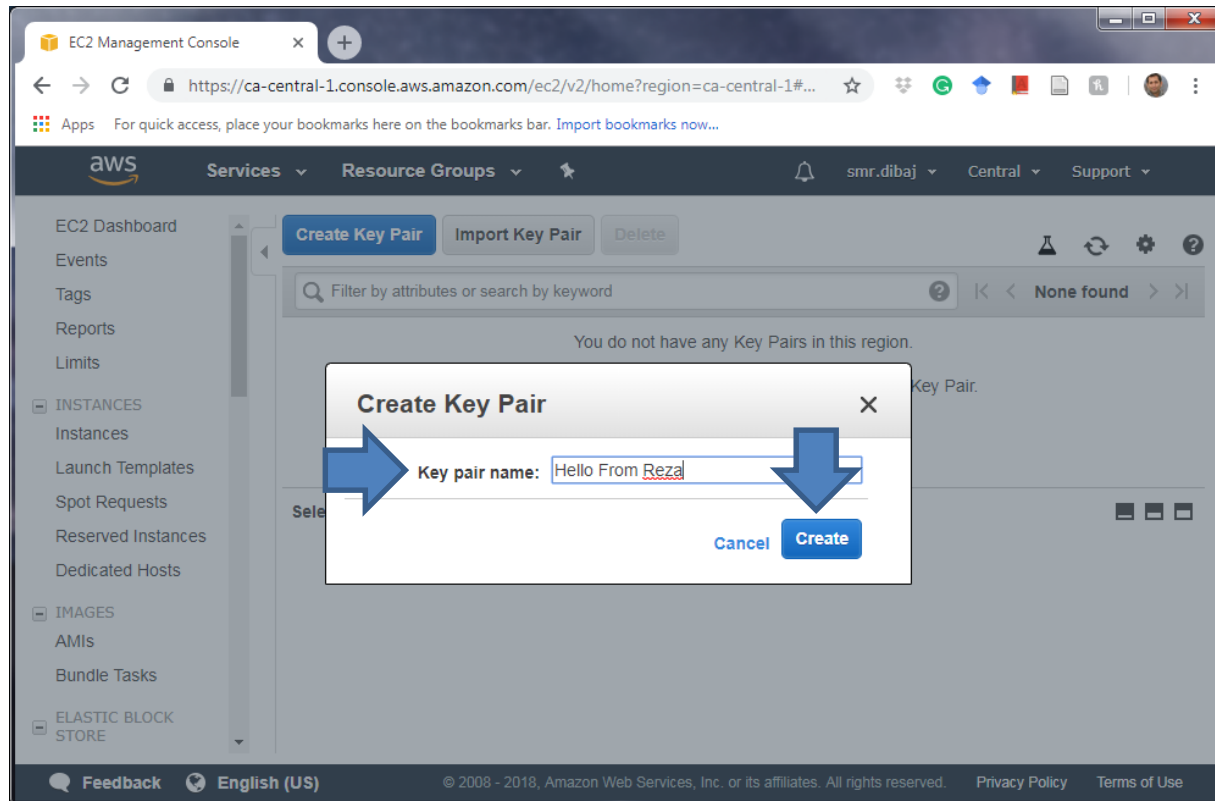 EC2 Management Console
https://ca-central-1.console.aws.amazon.com/ec2/v2/home?region=ca-central-1#...
Apps For quick access, place your bookmarks here on the bookmarks bar. Import bookmarks now...
aws Services Resource Groups smr.dibaj Central Support
EC2 Dashboard
Events
Tags
Reports
Limits
INSTANCES
Instances
Launch Templates
Spot Requests
Reserved Instances
Dedicated Hosts
IMAGES
AMIs
Bundle Tasks
ELASTIC BLOCK
STORE
Create Key Pair Import Key Pair Delete
Filter by attributes or search by keyword None found
You do not have any Key Pairs in this region.
Key Pair.
Create Key Pair
Key pair name: Hello From Reza
Cancel Create
Sele
Feedback English (US) © 2008 - 2018, Amazon Web Services, Inc. or its affiliates. All rights reserved. Privacy Policy Terms of Use